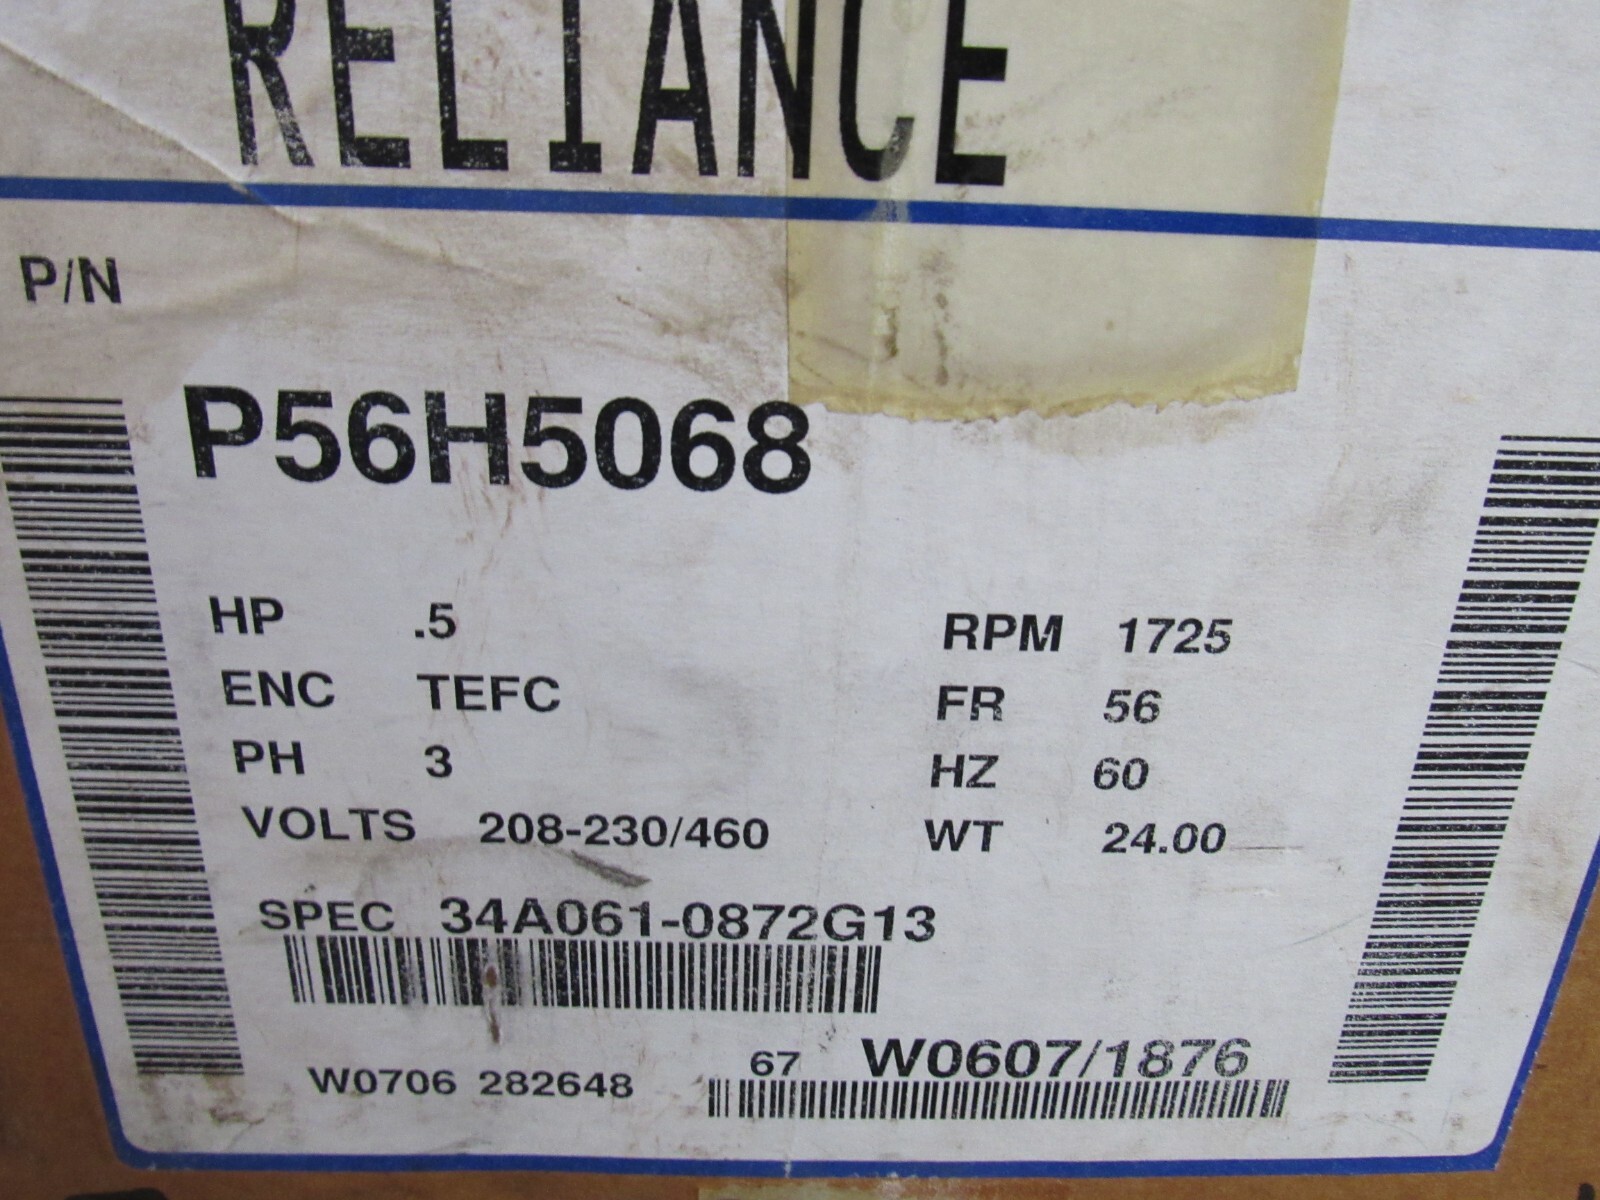 RELIANCE
P/N
P56H5068
HP .5 RPM 1725
ENC TEFC FR 56
PH 3 HZ 60
VOLTS 208-230/460 WT 24.00
SPEC 34A061-0872G13
W0706 282648 67 W0607/1876